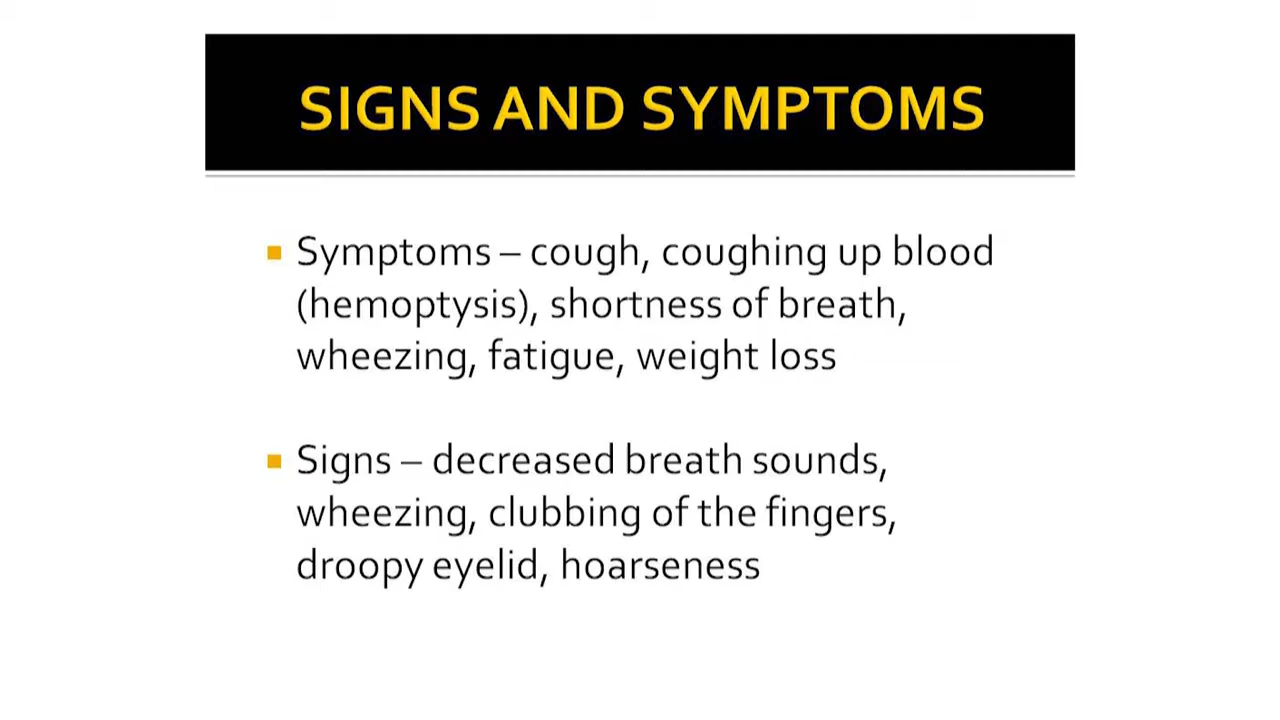 SIGNS AND SYMPTOMS
Symptoms – cough, coughing up blood
(hemoptysis), shortness of breath,
wheezing, fatigue, weight loss
Signs – decreased breath sounds,
wheezing, clubbing of the fingers,
droopy eyelid, hoarseness